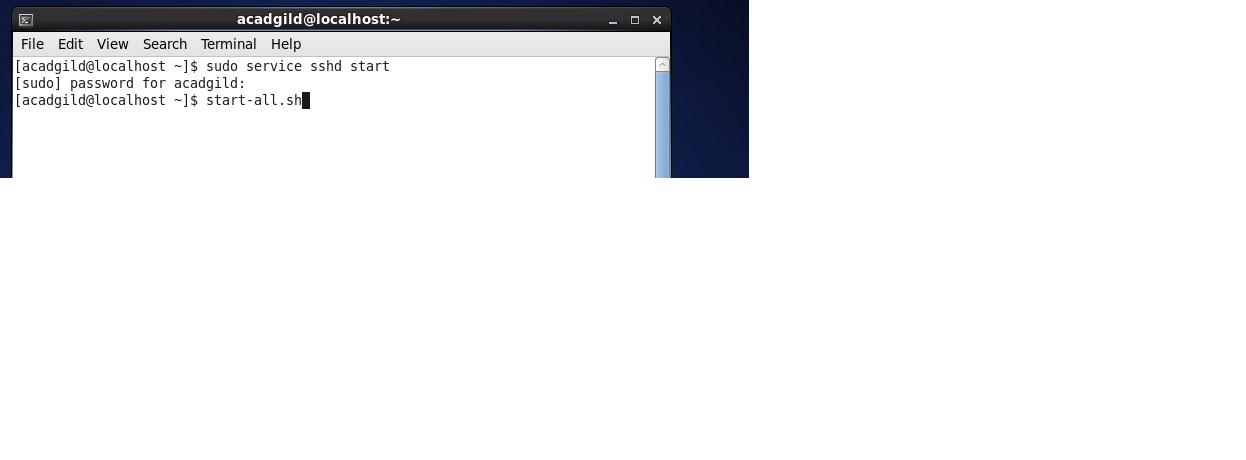 acadgild@localhost:~
File Edit View Search Terminal Help
[acadgild@localhost ~]$ sudo service sshd start
[sudo] password for acadgild:
[acadgild@localhost ~]$ start-all.sh